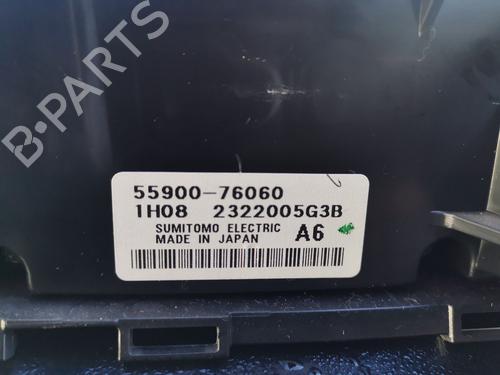 B-PARTS
55900-76060
1H08 2322005G3B
SUMITOMO ELECTRIC A6
MADE IN JAPAN